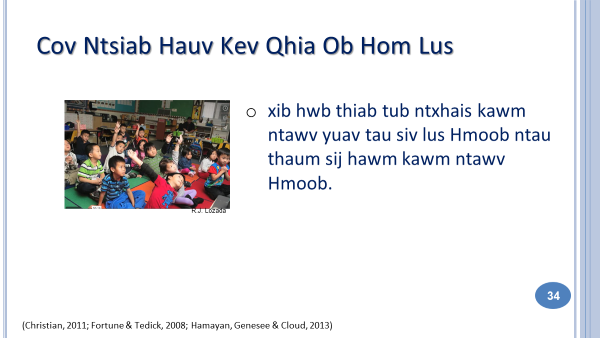 Cov Ntsiab Hauv Kev Qhia Ob Hom Lus
o xib hwb thiab tub ntxhais kawm
ntawv yuav tau siv lus Hmoob ntau
thaum sij hawm kawm ntawv
Hmoob.
R.J. Lozada
34
(Christian, 2011; Fortune & Tedick, 2008; Hamayan, Genesee & Cloud, 2013)